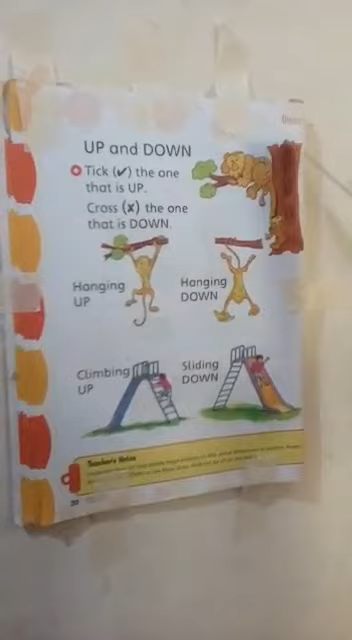 UP and DOWN
Tick (✔) the one
that is UP.
Cross (✘) the one
that is DOWN.
Hanging
UP
Hanging
DOWN
Climbing
UP
Sliding
DOWN
Teacher's Notes